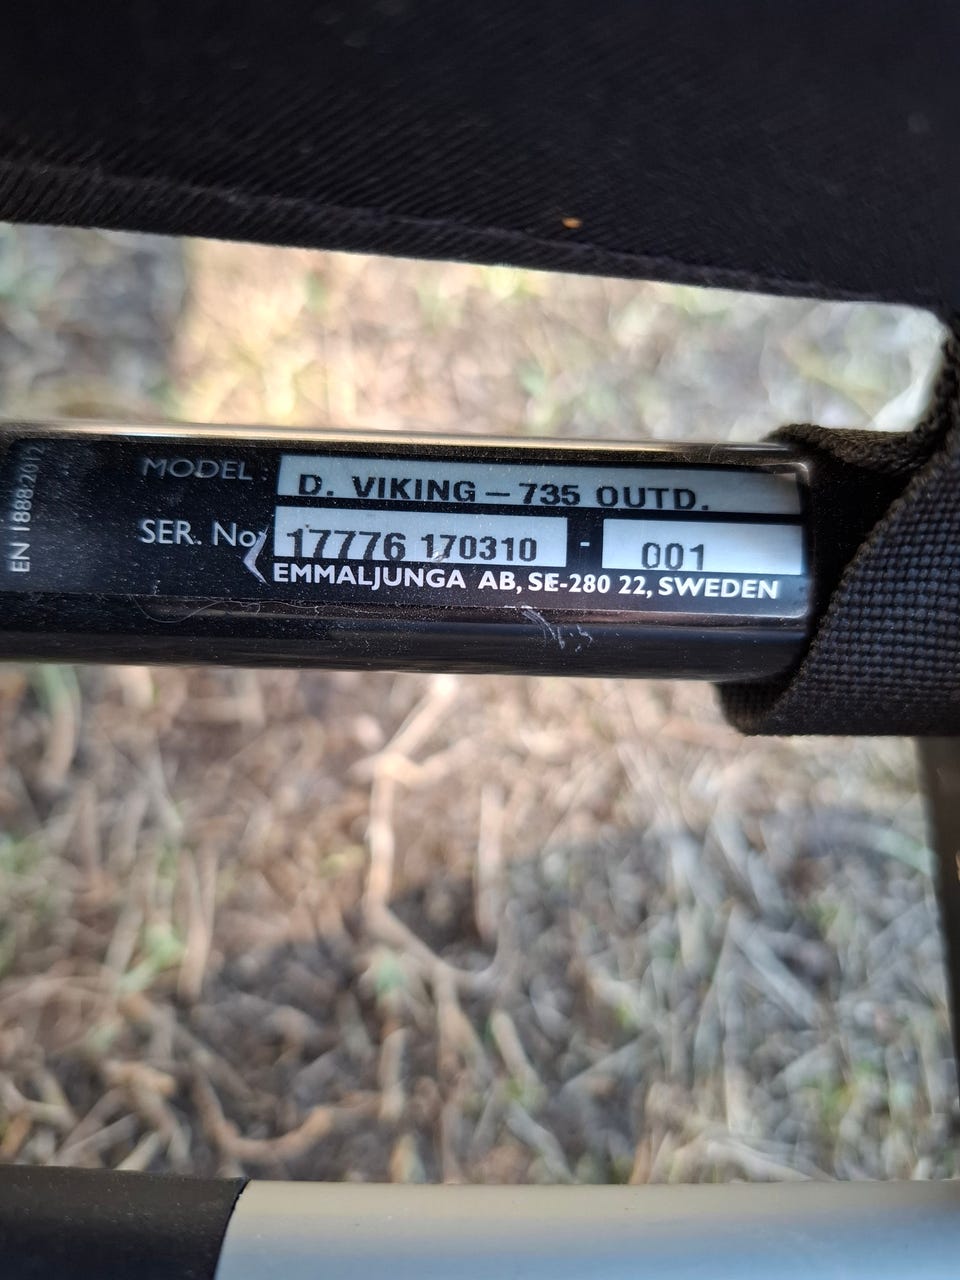 EN 1888:2012
MODEL : D. VIKING – 735 OUTD.
SER. No: 17776 170310 - 001
EMMALJUNGA AB, SE-280 22, SWEDEN